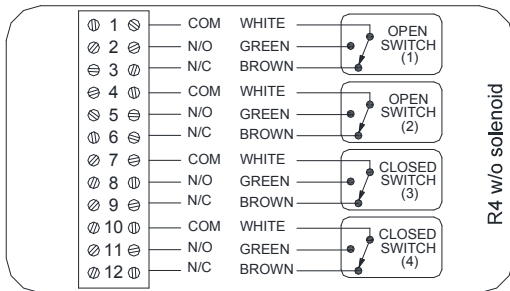 1 COM WHITE
2 N/O GREEN
3 N/C BROWN
OPEN
SWITCH
(1)
4 COM WHITE
5 N/O GREEN
6 N/C BROWN
OPEN
SWITCH
(2)
7 COM WHITE
8 N/O GREEN
9 N/C BROWN
CLOSED
SWITCH
(3)
10 COM WHITE
11 N/O GREEN
12 N/C BROWN
CLOSED
SWITCH
(4)
R4 w/o solenoid